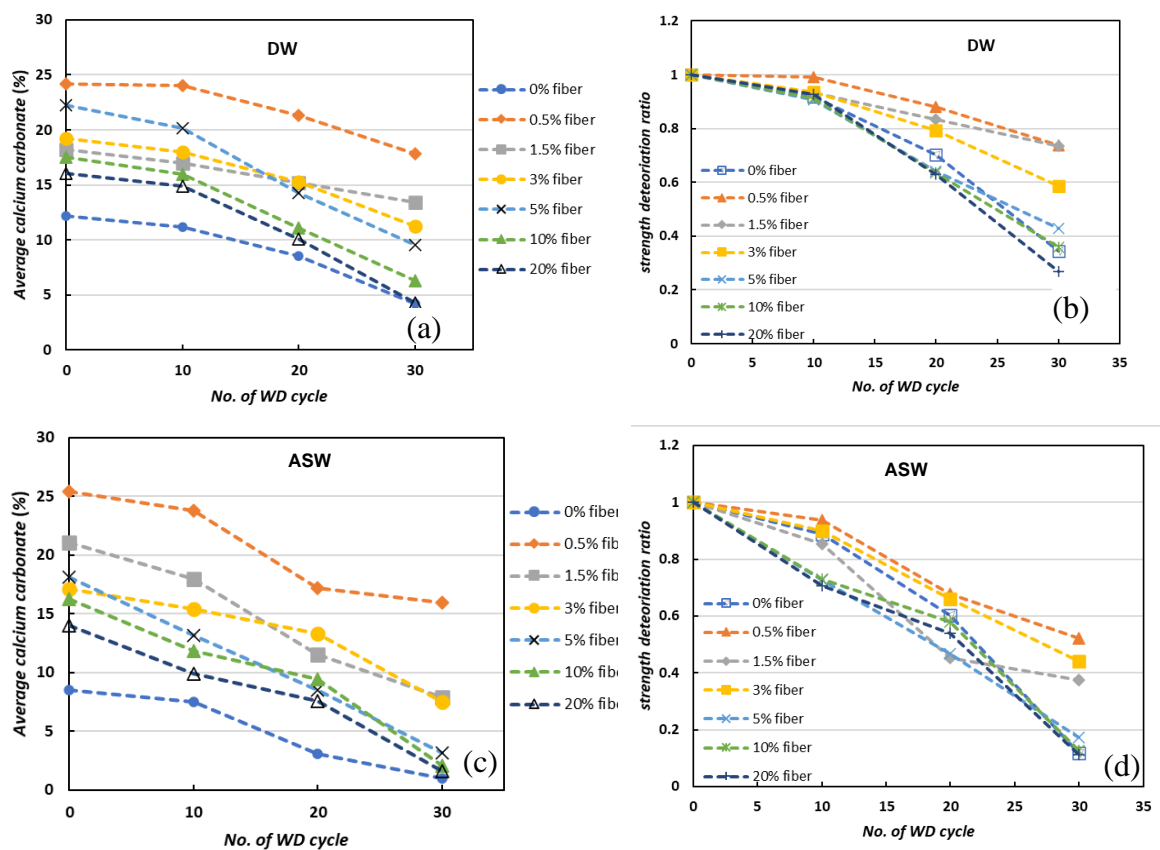 30
25
20
15
10
5
0
Average calcium carbonate (%)
DW
0
10
20
30
No. of WD cycle
(a)
0% fiber
0.5% fiber
1.5% fiber
3% fiber
5% fiber
10% fiber
20% fiber
1.2
1
0.8
0.6
0.4
0.2
0
strength deteoriation ratio
DW
0% fiber
0.5% fiber
1.5% fiber
3% fiber
5% fiber
10% fiber
20% fiber
(b)
0
5
10
15
20
25
30
35
No. of WD cycle
30
25
20
15
10
5
0
Average calcium carbonate (%)
ASW
0
10
20
30
No. of WD cycle
(c)
0% fiber
0.5% fib
1.5% fib
3% fiber
5% fiber
10% fibe
20% fibe
1.2
1
0.8
0.6
0.4
0.2
0
strength deteoriation ratio
ASW
0% fiber
0.5% fiber
1.5% fiber
3% fiber
5% fiber
10% fiber
20% fiber
(d)
0
5
10
15
20
25
30
35
No. of WD cycle